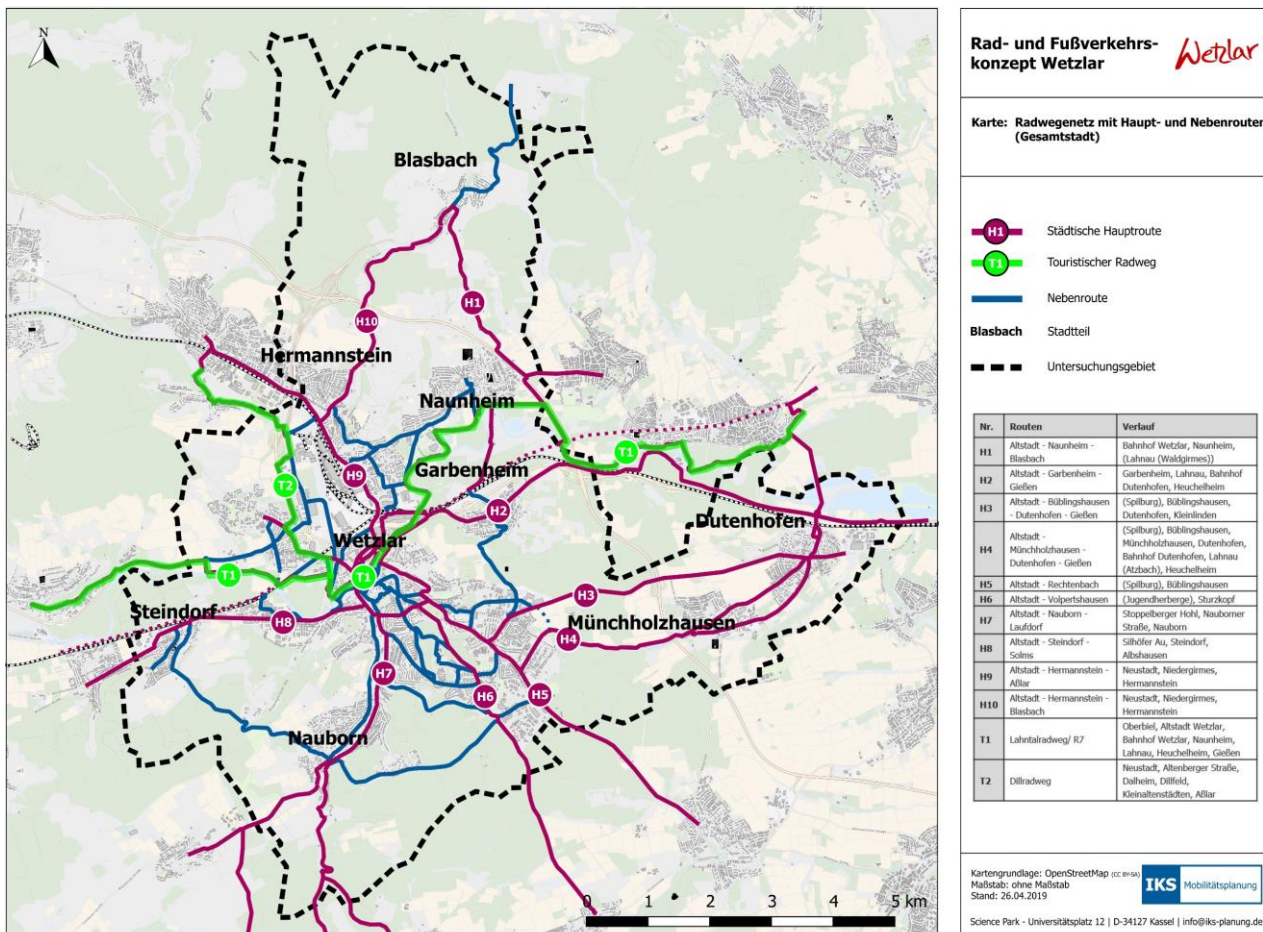 N
Blasbach
H1
H10
Hermannstein
Naunheim
Garbenheim
T1
H9
T2
H2
Dutenhofen
Wetzlar
T1
T1
H3
Steindorf
H8
Münchholzhausen
H4
H7
H6
H5
Nauborn
0 1 2 3 4 5 km
Rad- und Fußverkehrs-
konzept Wetzlar
Wetzlar
Karte: Radwegenetz mit Haupt- und Nebenrouten
(Gesamtstadt)
H1 Städtische Hauptroute
T1 Touristischer Radweg
Nebenroute
Blasbach Stadtteil
Untersuchungsgebiet
Nr. Routen Verlauf
H1 Altstadt - Naunheim - Blasbach Bahnhof Wetzlar, Naunheim, (Lahnau (Waldgirmes))
H2 Altstadt - Garbenheim - Gießen Garbenheim, Lahnau, Bahnhof Dutenhofen, Heuchelheim
H3 Altstadt - Büblingshausen - Dutenhofen - Gießen (Spilburg), Büblingshausen, Dutenhofen, Kleinlinden
H4 Altstadt - Münchholzhausen - Dutenhofen - Gießen (Spilburg), Büblingshausen, Münchholzhausen, Dutenhofen, Bahnhof Dutenhofen, Lahnau (Atzbach), Heuchelheim
H5 Altstadt - Rechtenbach (Spilburg), Büblingshausen
H6 Altstadt - Volpertshausen (Jugendherberge), Sturzkopf
H7 Altstadt - Nauborn - Laufdorf Stoppelberger Hohl, Nauborner Straße, Nauborn
H8 Altstadt - Steindorf - Solms Silhöfer Au, Steindorf, Albshausen
H9 Altstadt - Hermannstein - Aßlar Neustadt, Niedergirmes, Hermannstein
H10 Altstadt - Hermannstein - Blasbach Neustadt, Niedergirmes, Hermannstein
T1 Lahntalradweg/ R7 Oberbiel, Altstadt Wetzlar, Bahnhof Wetzlar, Naunheim, Lahnau, Heuchelheim, Gießen
T2 Dillradweg Neustadt, Altenberger Straße, Dalheim, Dillfeld, Kleinaltenstädten, Aßlar
Kartengrundlage: OpenStreetMap (CC BY-SA)
Maßstab: ohne Maßstab
Stand: 26.04.2019
IKS Mobilitätsplanung
Science Park - Universitätsplatz 12 | D-34127 Kassel | info@iks-planung.de